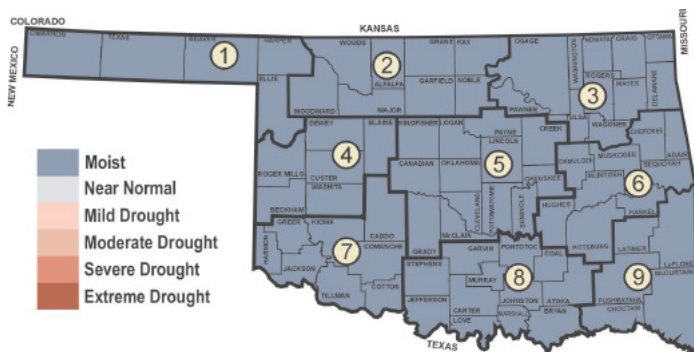 COLORADO
KANSAS
MISSOURI
NEW MEXICO
CIMARRON TEXAS BEAVER HARPER
1
WOODS GRANT KAY
2
ALFALFA
OSAGE NOWATA CRAIG OTTAWA
WASHINGTON
ROGERS
MAYES
DELAWARE
3
ELLIS
WOODWARD MAJOR GARFIELD NOBLE
PAWNEE TULSA WAGONER CHEROKEE
ADAIR
DEWEY BLAINE KINGFISHER LOGAN PAYNE CREEK
LINCOLN
4
5
ROGER MILLS CUSTER
WASHITA
BECKHAM
CANADIAN OKLAHOMA
OKMULGEE MUSKOGEE SEQUOYAH
McINTOSH
6
HASKEL
CLEVELAND POTTAWATOMIE SEMINOLE
HUGHES
PITTSBURG
GREER KIOWA CADDO
COMANCHE
7
HARMON JACKSON TILLMAN COTTON
GRADY McCLAIN
STEPHENS GARVIN PONTOTOC
COAL
8
MURRAY
JEFFERSON CARTER JOHNSTON ATOKA
LOVE MARSHALL BRYAN
LATIMER
LeFLORE
McCURTAIN
9
PUSHMATAHA
CHOCTAW
TEXAS
Moist
Near Normal
Mild Drought
Moderate Drought
Severe Drought
Extreme Drought